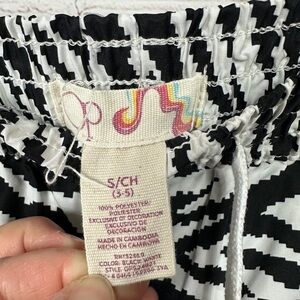 Op
S/CH
(3-5)
100% POLYESTER/
POLIESTER
EXCLUSIVE OF DECORATION
EXCLUSIVO DE
DECORACION
MADE IN CAMBODIA
HECHO EN CAMBOYA
COLOR: BLACK WHITE